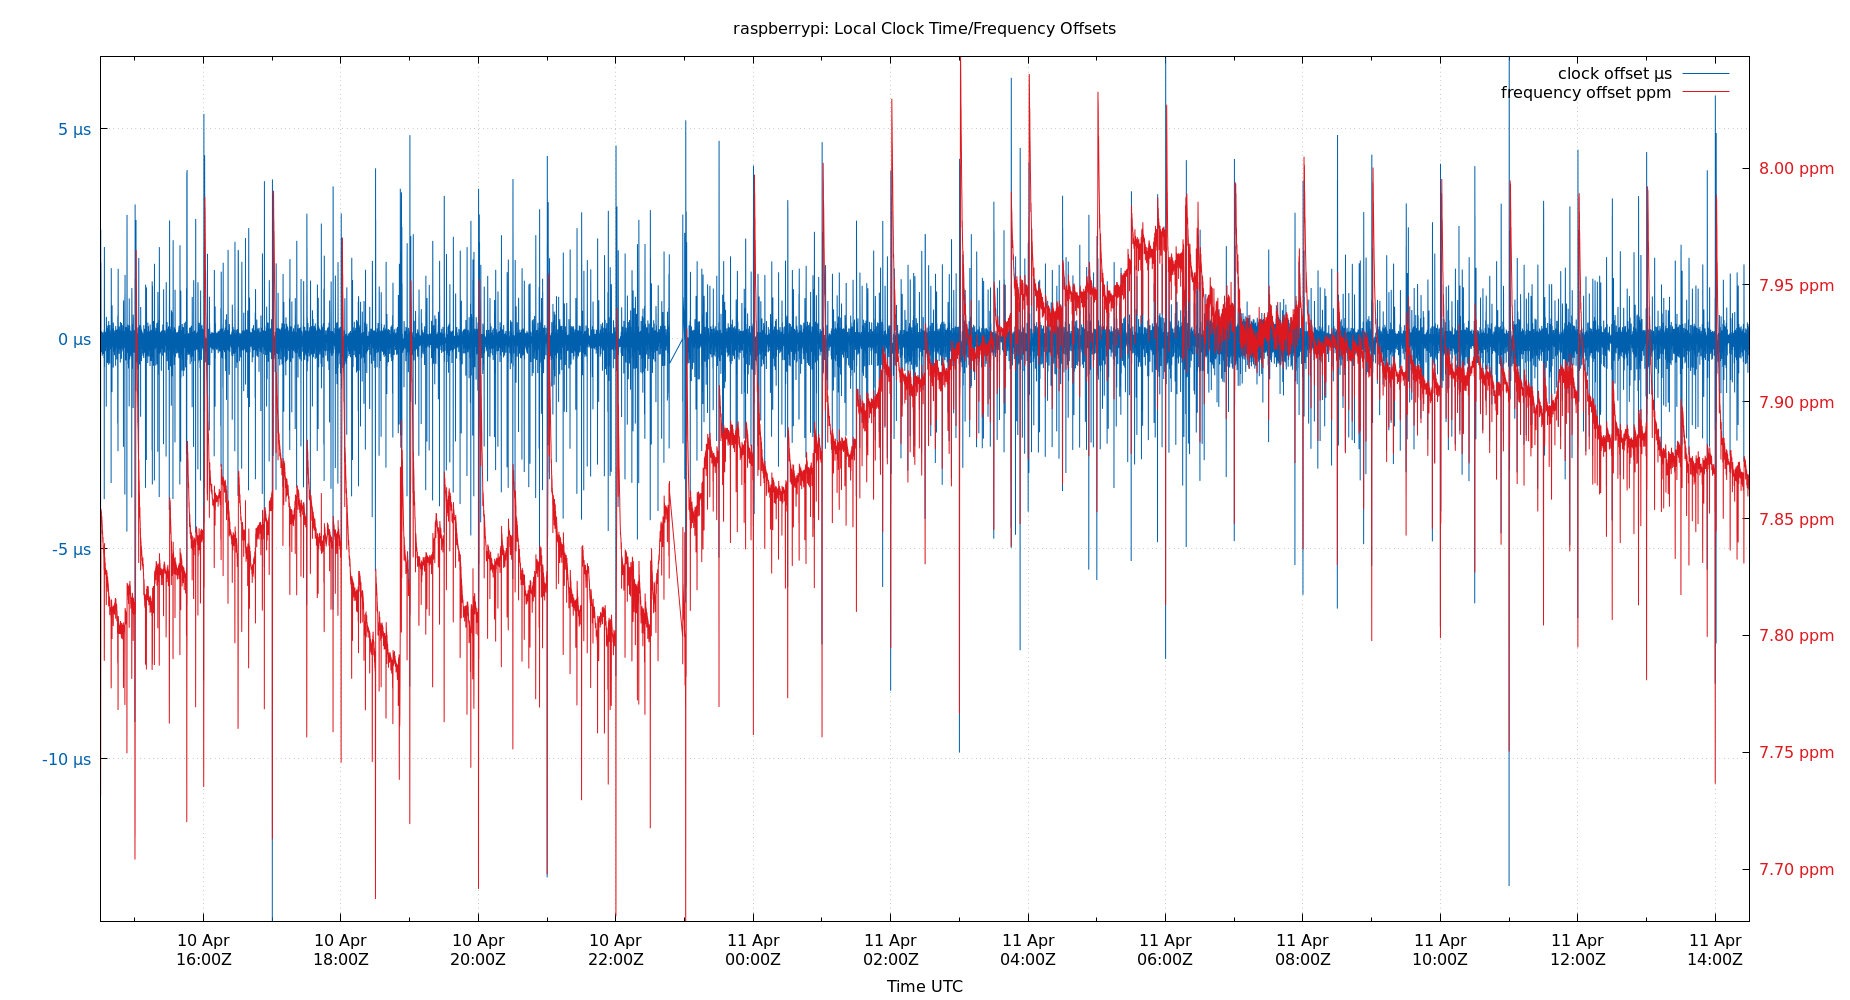 raspberrypi: Local Clock Time/Frequency Offsets
clock offset µs
frequency offset ppm
5 µs
0 µs
-5 µs
-10 µs
8.00 ppm
7.95 ppm
7.90 ppm
7.85 ppm
7.80 ppm
7.75 ppm
7.70 ppm
10 Apr 10 Apr 10 Apr 10 Apr 11 Apr 11 Apr 11 Apr 11 Apr 11 Apr 11 Apr 11 Apr 11 Apr
16:00Z 18:00Z 20:00Z 22:00Z 00:00Z 02:00Z 04:00Z 06:00Z 08:00Z 10:00Z 12:00Z 14:00Z
Time UTC